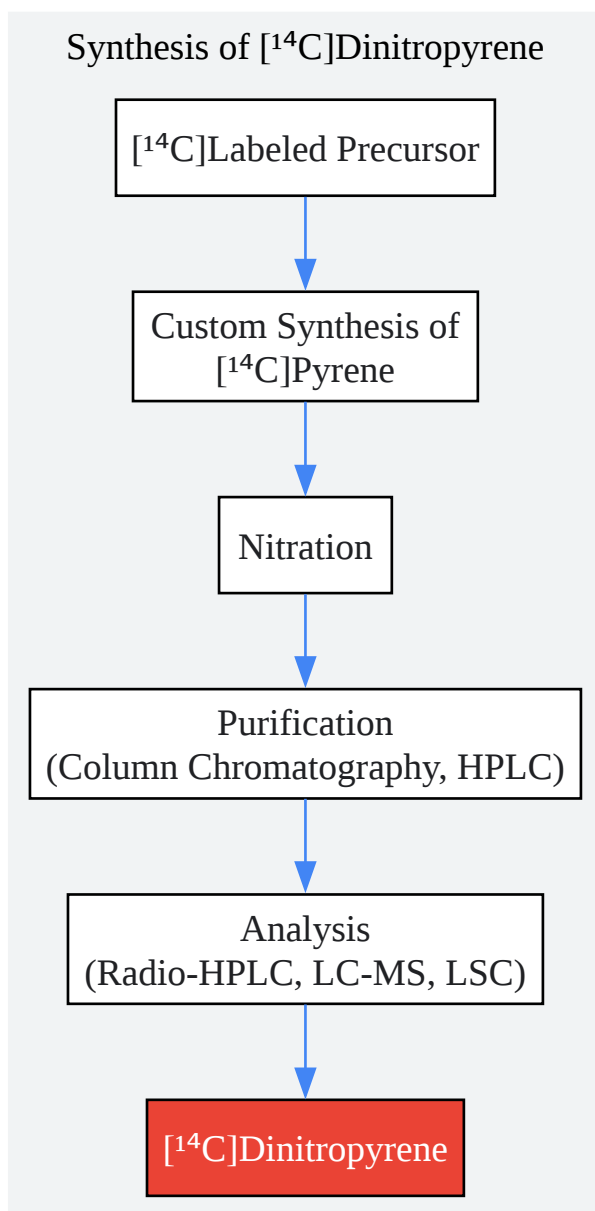 Synthesis of [¹⁴C]Dinitropyrene
[¹⁴C]Labeled Precursor
Custom Synthesis of
[¹⁴C]Pyrene
Nitration
Purification
(Column Chromatography, HPLC)
Analysis
(Radio-HPLC, LC-MS, LSC)
[¹⁴C]Dinitropyrene